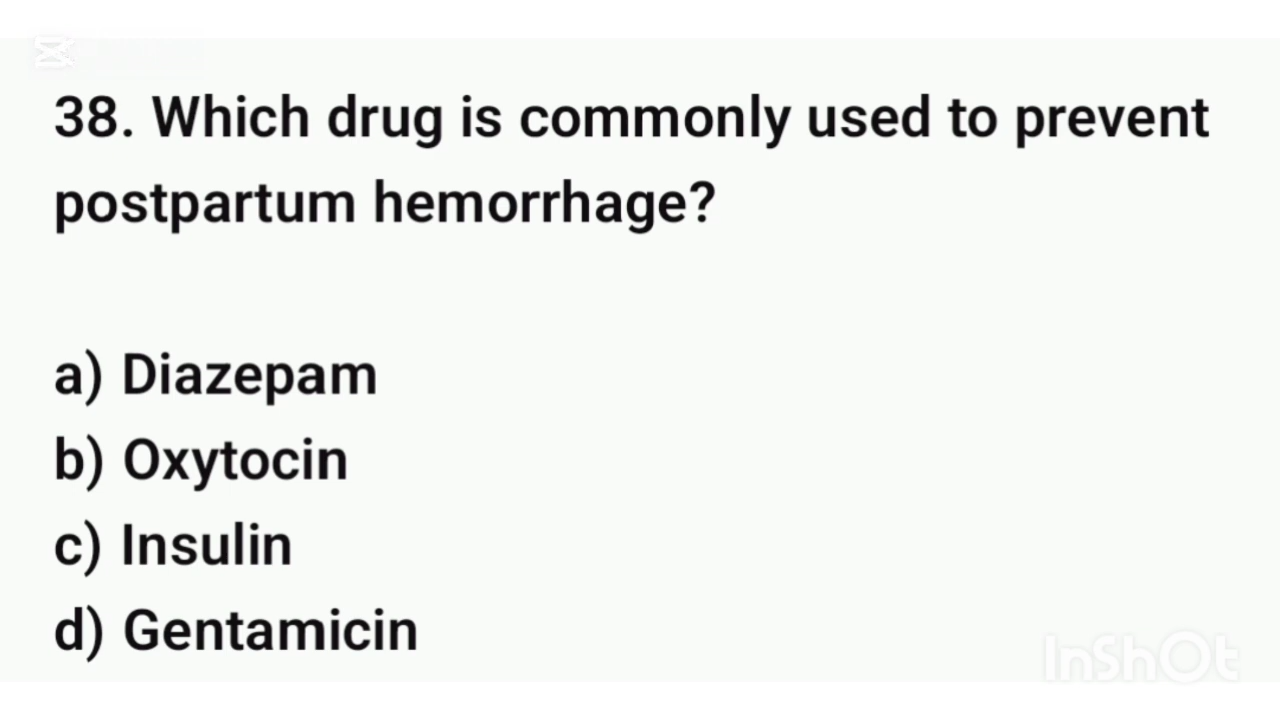 38. Which drug is commonly used to prevent
postpartum hemorrhage?
a) Diazepam
b) Oxytocin
c) Insulin
d) Gentamicin
InShOt